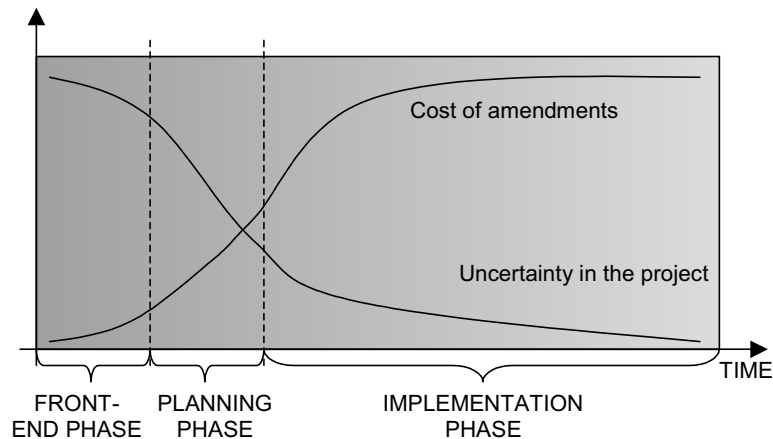 Cost of amendments
Uncertainty in the project
TIME
FRONT-
END PHASE
PLANNING
PHASE
IMPLEMENTATION
PHASE